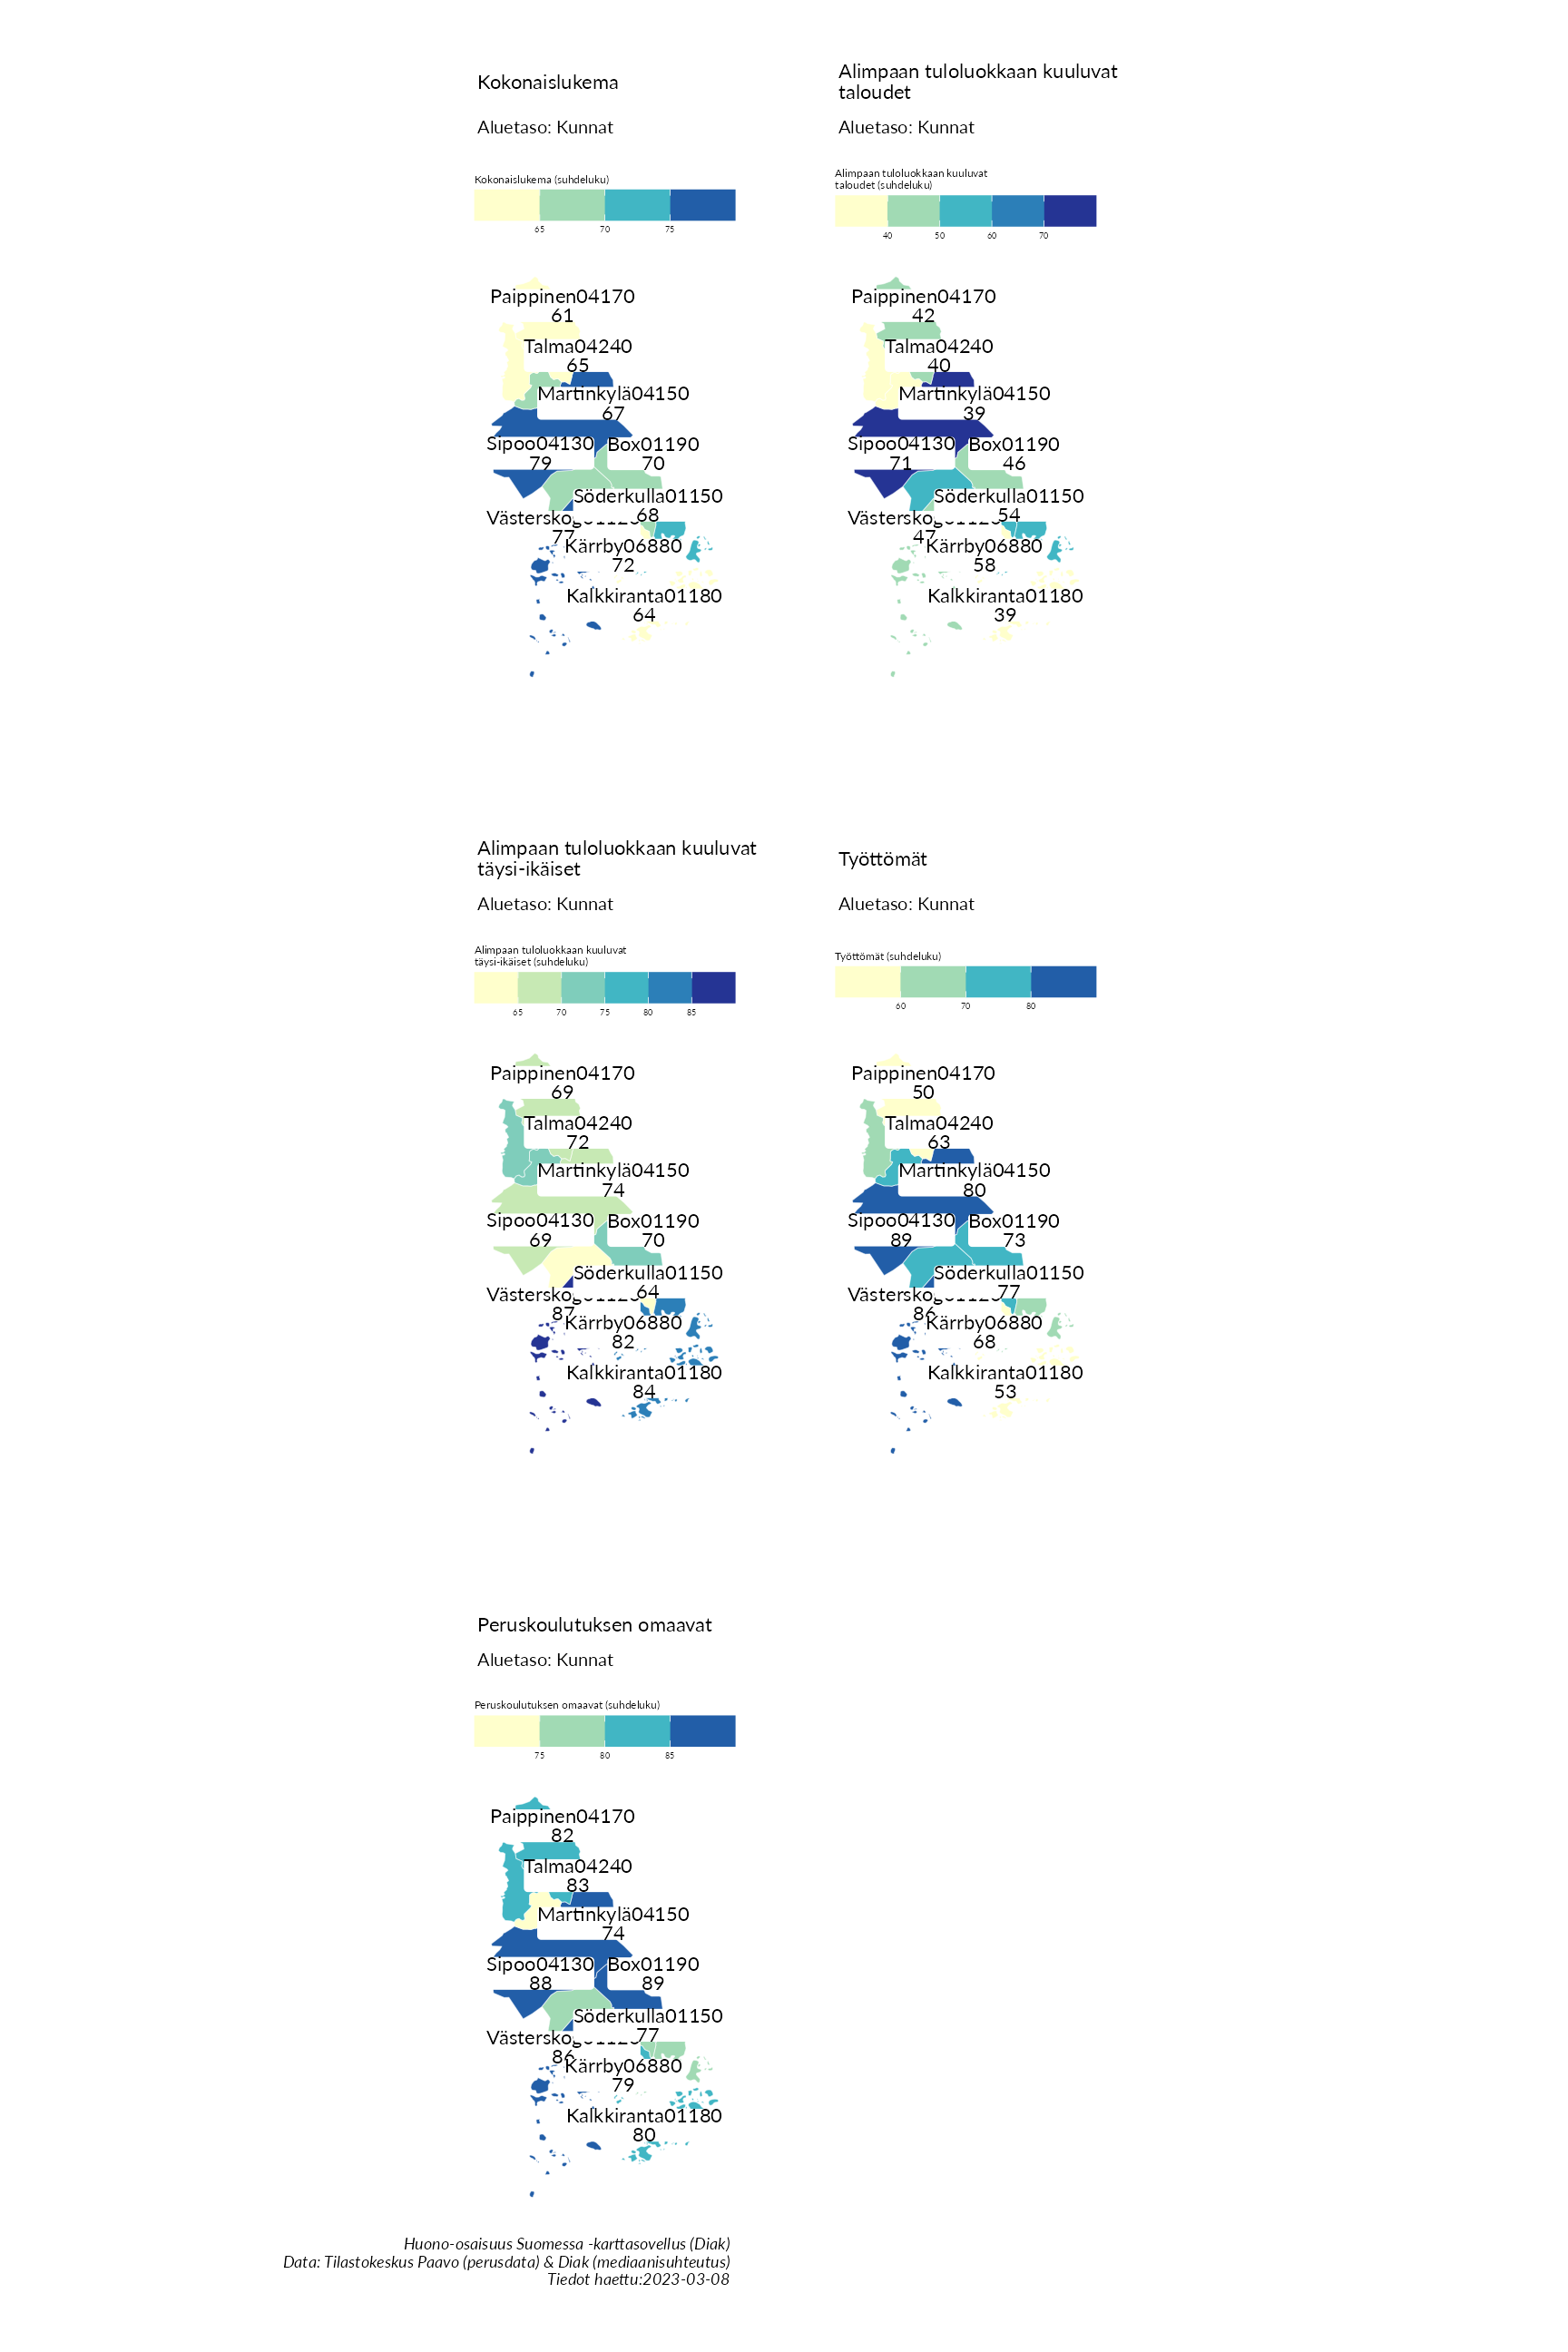 Kokonaislukema
Aluetaso: Kunnat
Kokonaislukema (suhdeluku)
65 70 75
Paippinen04170
61
Talma04240
65
Martinkylä04150
67
Sipoo04130
79
Box01190
70
Söderkulla01150
68
Västersko
77
Kärrby06880
72
Kalkkiranta01180
64
Alimpaan tuloluokkaan kuuluvat
taloudet
Aluetaso: Kunnat
Alimpaan tuloluokkaan kuuluvat
taloudet (suhdeluku)
40 50 60 70
Paippinen04170
42
Talma04240
40
Martinkylä04150
39
Sipoo04130
71
Box01190
46
Söderkulla01150
54
Västersko
47
Kärrby06880
58
Kalkkiranta01180
39
Alimpaan tuloluokkaan kuuluvat
täysi-ikäiset
Aluetaso: Kunnat
Alimpaan tuloluokkaan kuuluvat
täysi-ikäiset (suhdeluku)
65 70 75 80 85
Paippinen04170
69
Talma04240
72
Martinkylä04150
74
Sipoo04130
69
Box01190
70
Söderkulla01150
64
Västersko
87
Kärrby06880
82
Kalkkiranta01180
84
Työttömät
Aluetaso: Kunnat
Työttömät (suhdeluku)
60 70 80
Paippinen04170
50
Talma04240
63
Martinkylä04150
80
Sipoo04130
89
Box01190
73
Söderkulla01150
77
Västersko
86
Kärrby06880
68
Kalkkiranta01180
53
Peruskoulutuksen omaavat
Aluetaso: Kunnat
Peruskoulutuksen omaavat (suhdeluku)
75 80 85
Paippinen04170
82
Talma04240
83
Martinkylä04150
74
Sipoo04130
88
Box01190
89
Söderkulla01150
77
Västersko
86
Kärrby06880
79
Kalkkiranta01180
80
Huono-osaisuus Suomessa -karttasovellus (Diak)
Data: Tilastokeskus Paavo (perusdata) & Diak (mediaanisuhteutus)
Tiedot haettu:2023-03-08